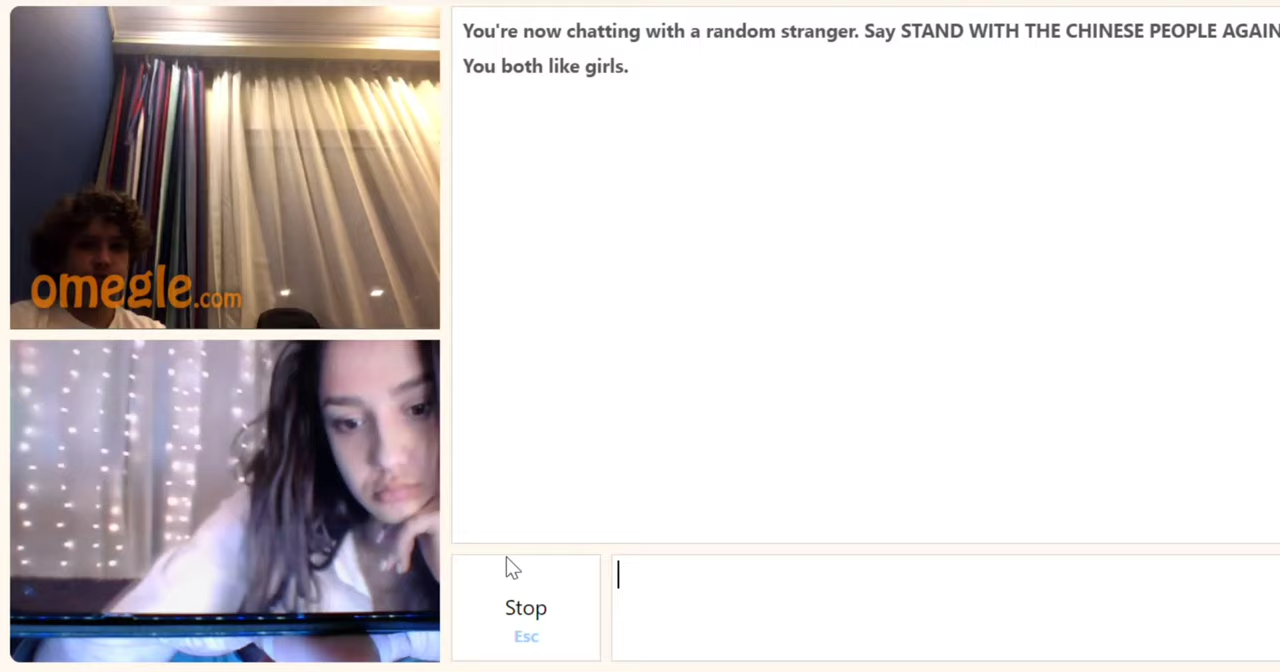 omegle.com
You're now chatting with a random stranger. Say STAND WITH THE CHINESE PEOPLE AGAIN
You both like girls.
Stop
Esc